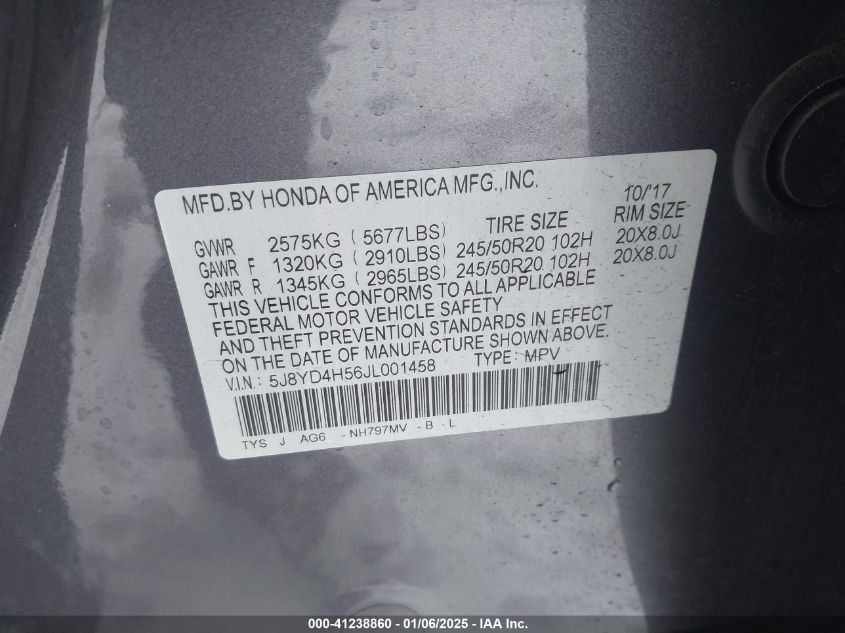 MFD.BY HONDA OF AMERICA MFG.,INC. 10/'17
TIRE SIZE RIM SIZE
GVWR 2575KG ( 5677LBS )
GAWR F 1320KG ( 2910LBS ) 245/50R20 102H 20X8.0J
GAWR R 1345KG ( 2965LBS ) 245/50R20 102H 20X8.0J
THIS VEHICLE CONFORMS TO ALL APPLICABLE
FEDERAL MOTOR VEHICLE SAFETY
AND THEFT PREVENTION STANDARDS IN EFFECT
ON THE DATE OF MANUFACTURE SHOWN ABOVE.
V.I.N.: 5J8YD4H56JL001458 TYPE: MPV
TYS J AG6 -NH797MV -B -L
000-41238860 - 01/06/2025 - IAAI Inc.